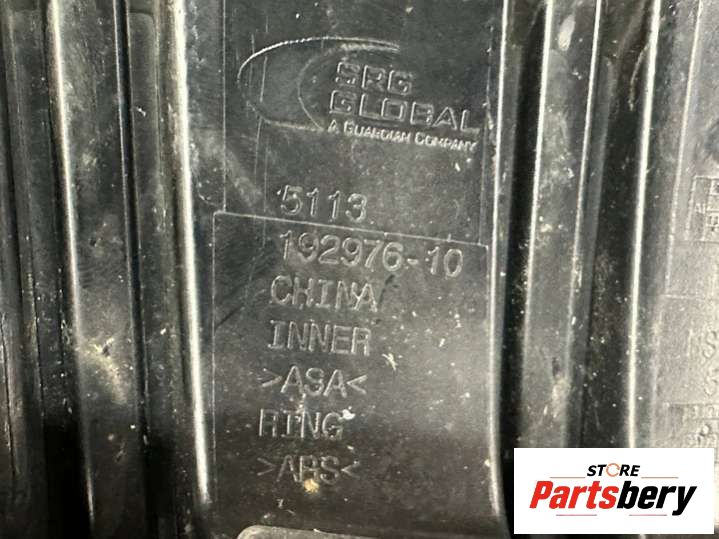 SRG
GLOBAL
A GUARDIAN COMPANY
5113
192976-10
CHINA
INNER
>ASA<
RING
>ABS<
STORE
Partsbery